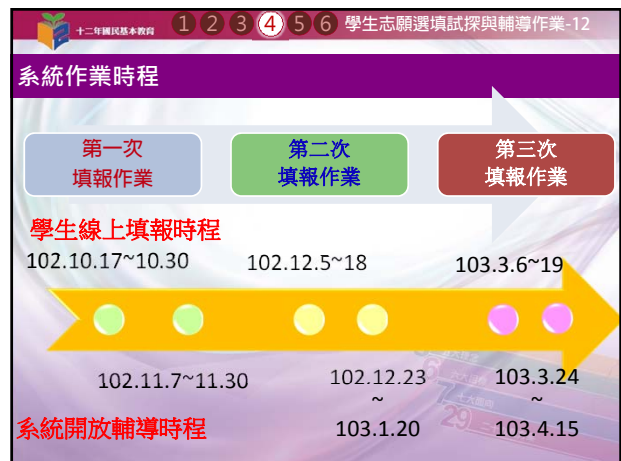 十二年國民基本教育 1 2 3 4 5 6 學生志願選填試探與輔導作業-12
系統作業時程
第一次
填報作業
第二次
填報作業
第三次
填報作業
學生線上填報時程
102.10.17~10.30
102.12.5~18
103.3.6~19
102.11.7~11.30
102.12.23
~
103.1.20
103.3.24
~
103.4.15
系統開放輔導時程
29